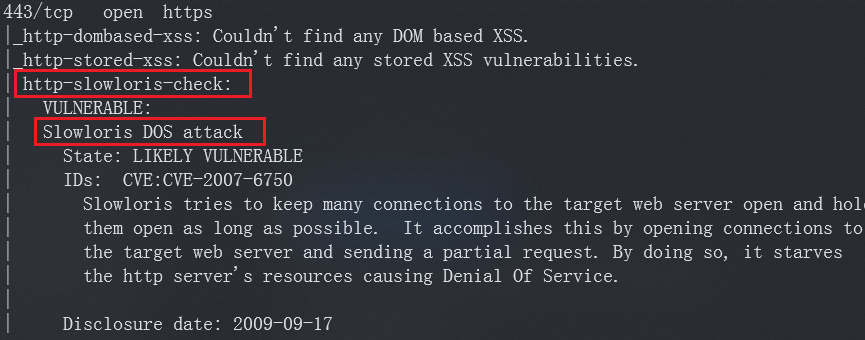 443/tcp   open  https
|_http-dombased-xss: Couldn't find any DOM based XSS.
|_http-stored-xss: Couldn't find any stored XSS vulnerabilities.
| http-slowloris-check:
|   VULNERABLE:
|   Slowloris DOS attack
|     State: LIKELY VULNERABLE
|     IDs:  CVE:CVE-2007-6750
|       Slowloris tries to keep many connections to the target web server open and hol
|       them open as long as possible.  It accomplishes this by opening connections to
|       the target web server and sending a partial request. By doing so, it starves
|       the http server's resources causing Denial Of Service.
|
|     Disclosure date: 2009-09-17